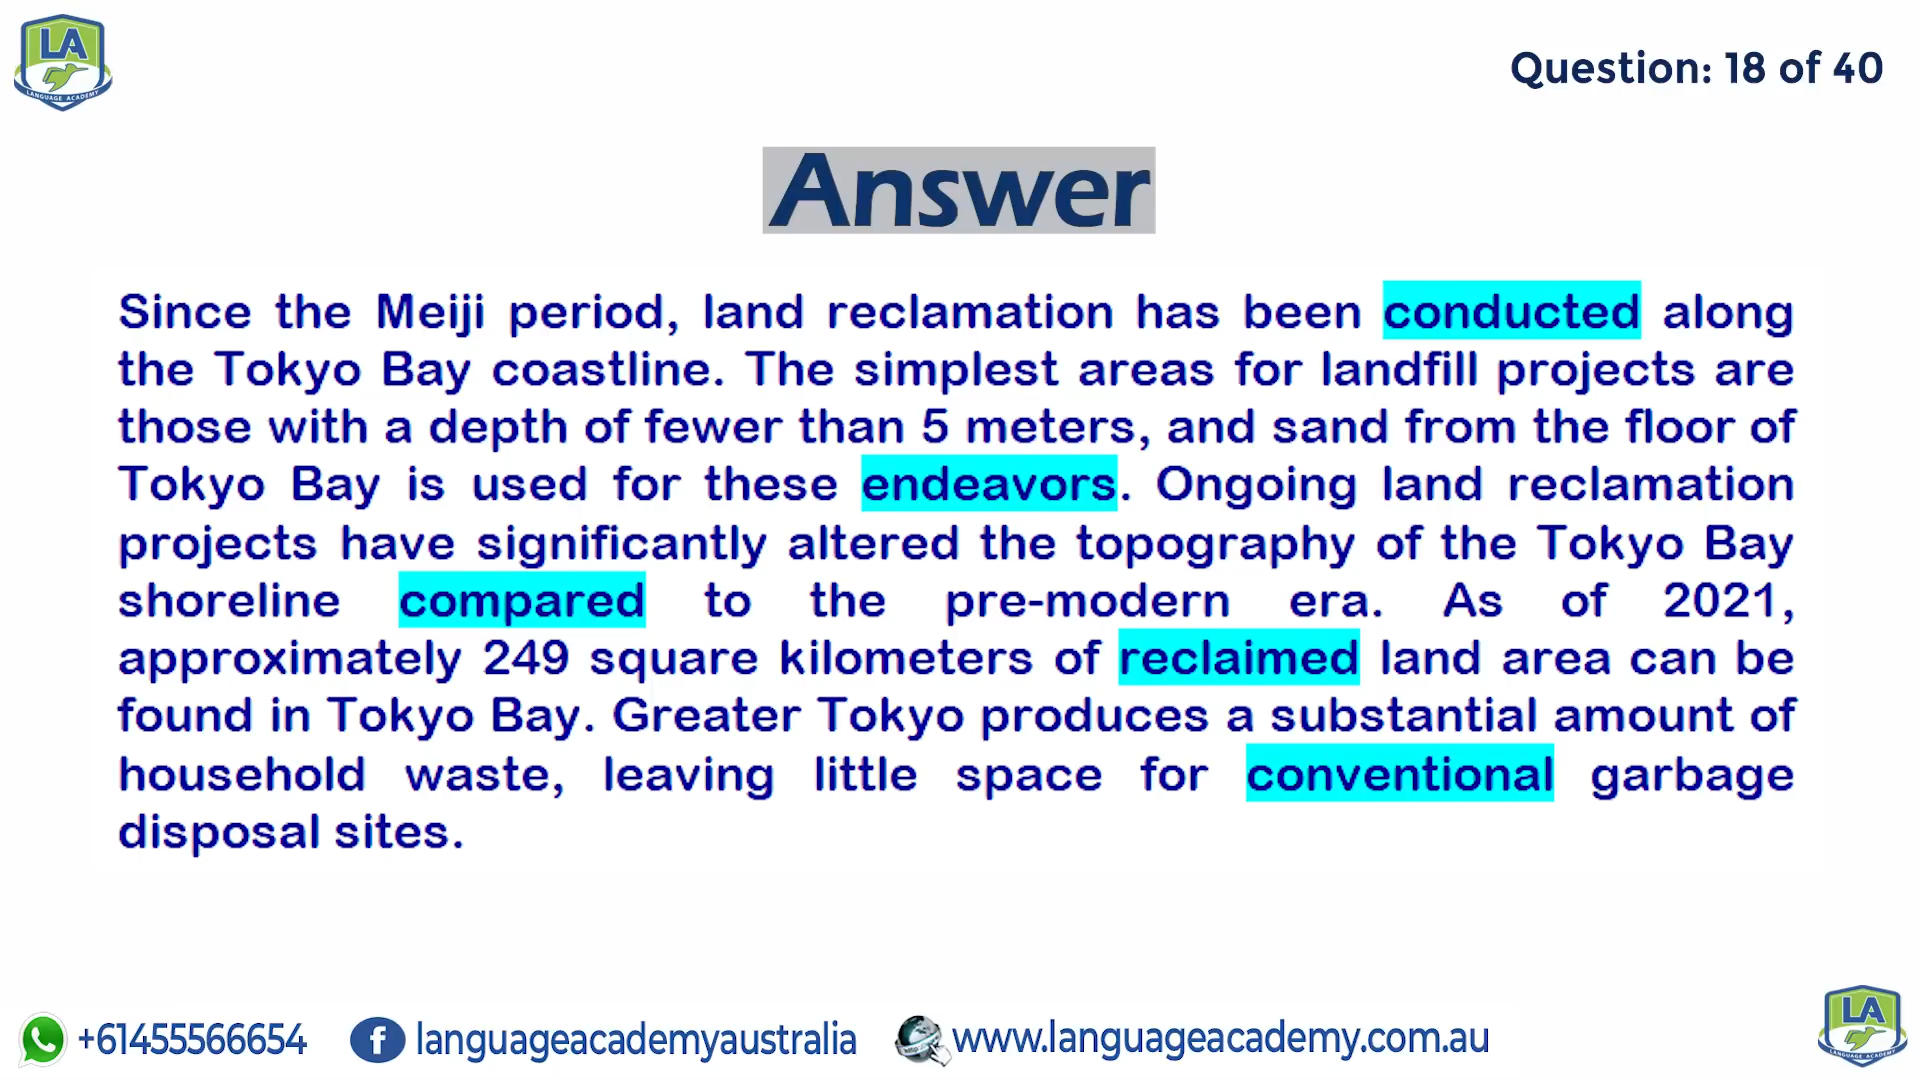 LA
LANGUAGE ACADEMY
Question: 18 of 40
Answer
Since the Meiji period, land reclamation has been conducted along
the Tokyo Bay coastline. The simplest areas for landfill projects are
those with a depth of fewer than 5 meters, and sand from the floor of
Tokyo Bay is used for these endeavors. Ongoing land reclamation
projects have significantly altered the topography of the Tokyo Bay
shoreline compared to the pre-modern era. As of 2021,
approximately 249 square kilometers of reclaimed land area can be
found in Tokyo Bay. Greater Tokyo produces a substantial amount of
household waste, leaving little space for conventional garbage
disposal sites.
+61455566654
f
languageacademyaustralia
www.languageacademy.com.au
LA
LANGUAGE ACADEMY